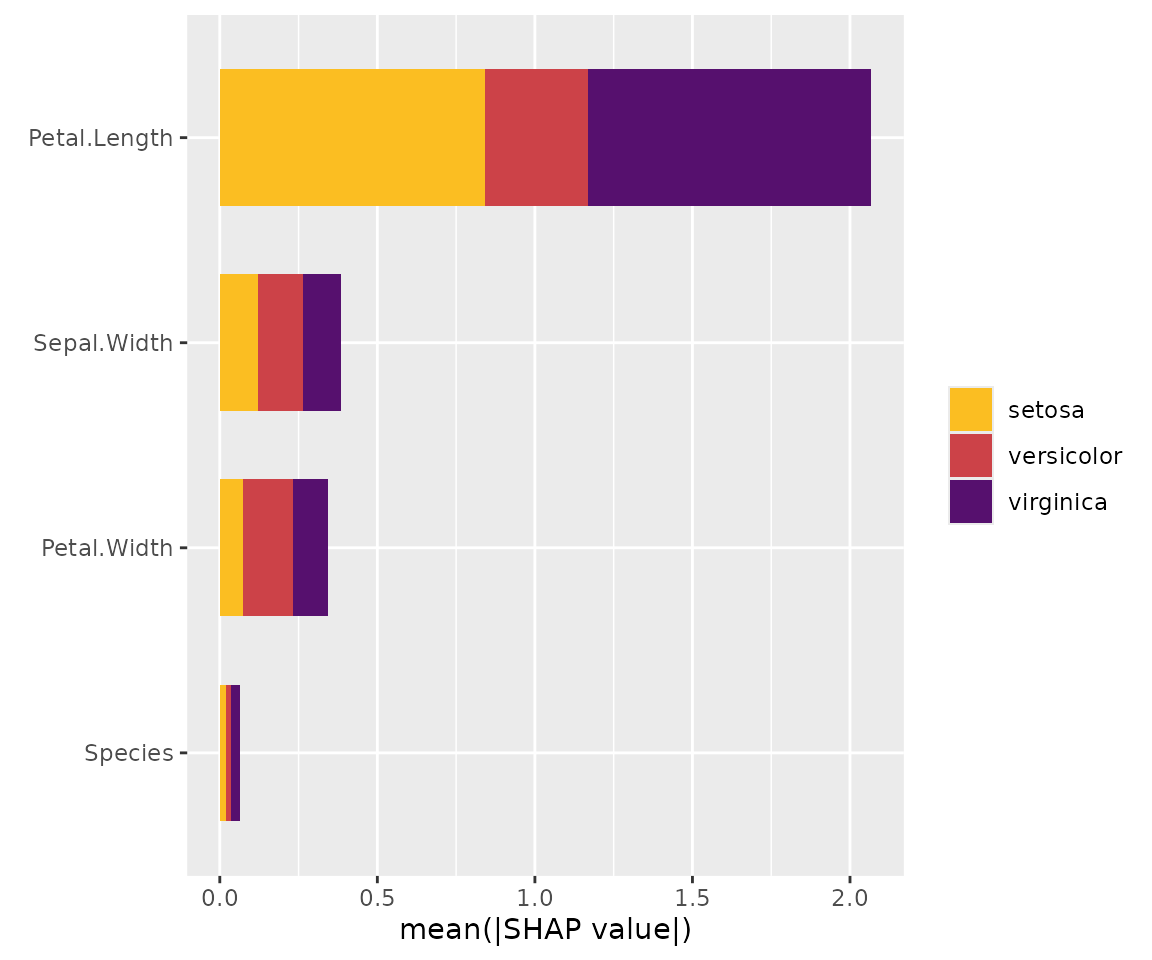 Petal.Length
Sepal.Width
Petal.Width
Species
0.0 0.5 1.0 1.5 2.0
mean(|SHAP value|)
setosa
versicolor
virginica